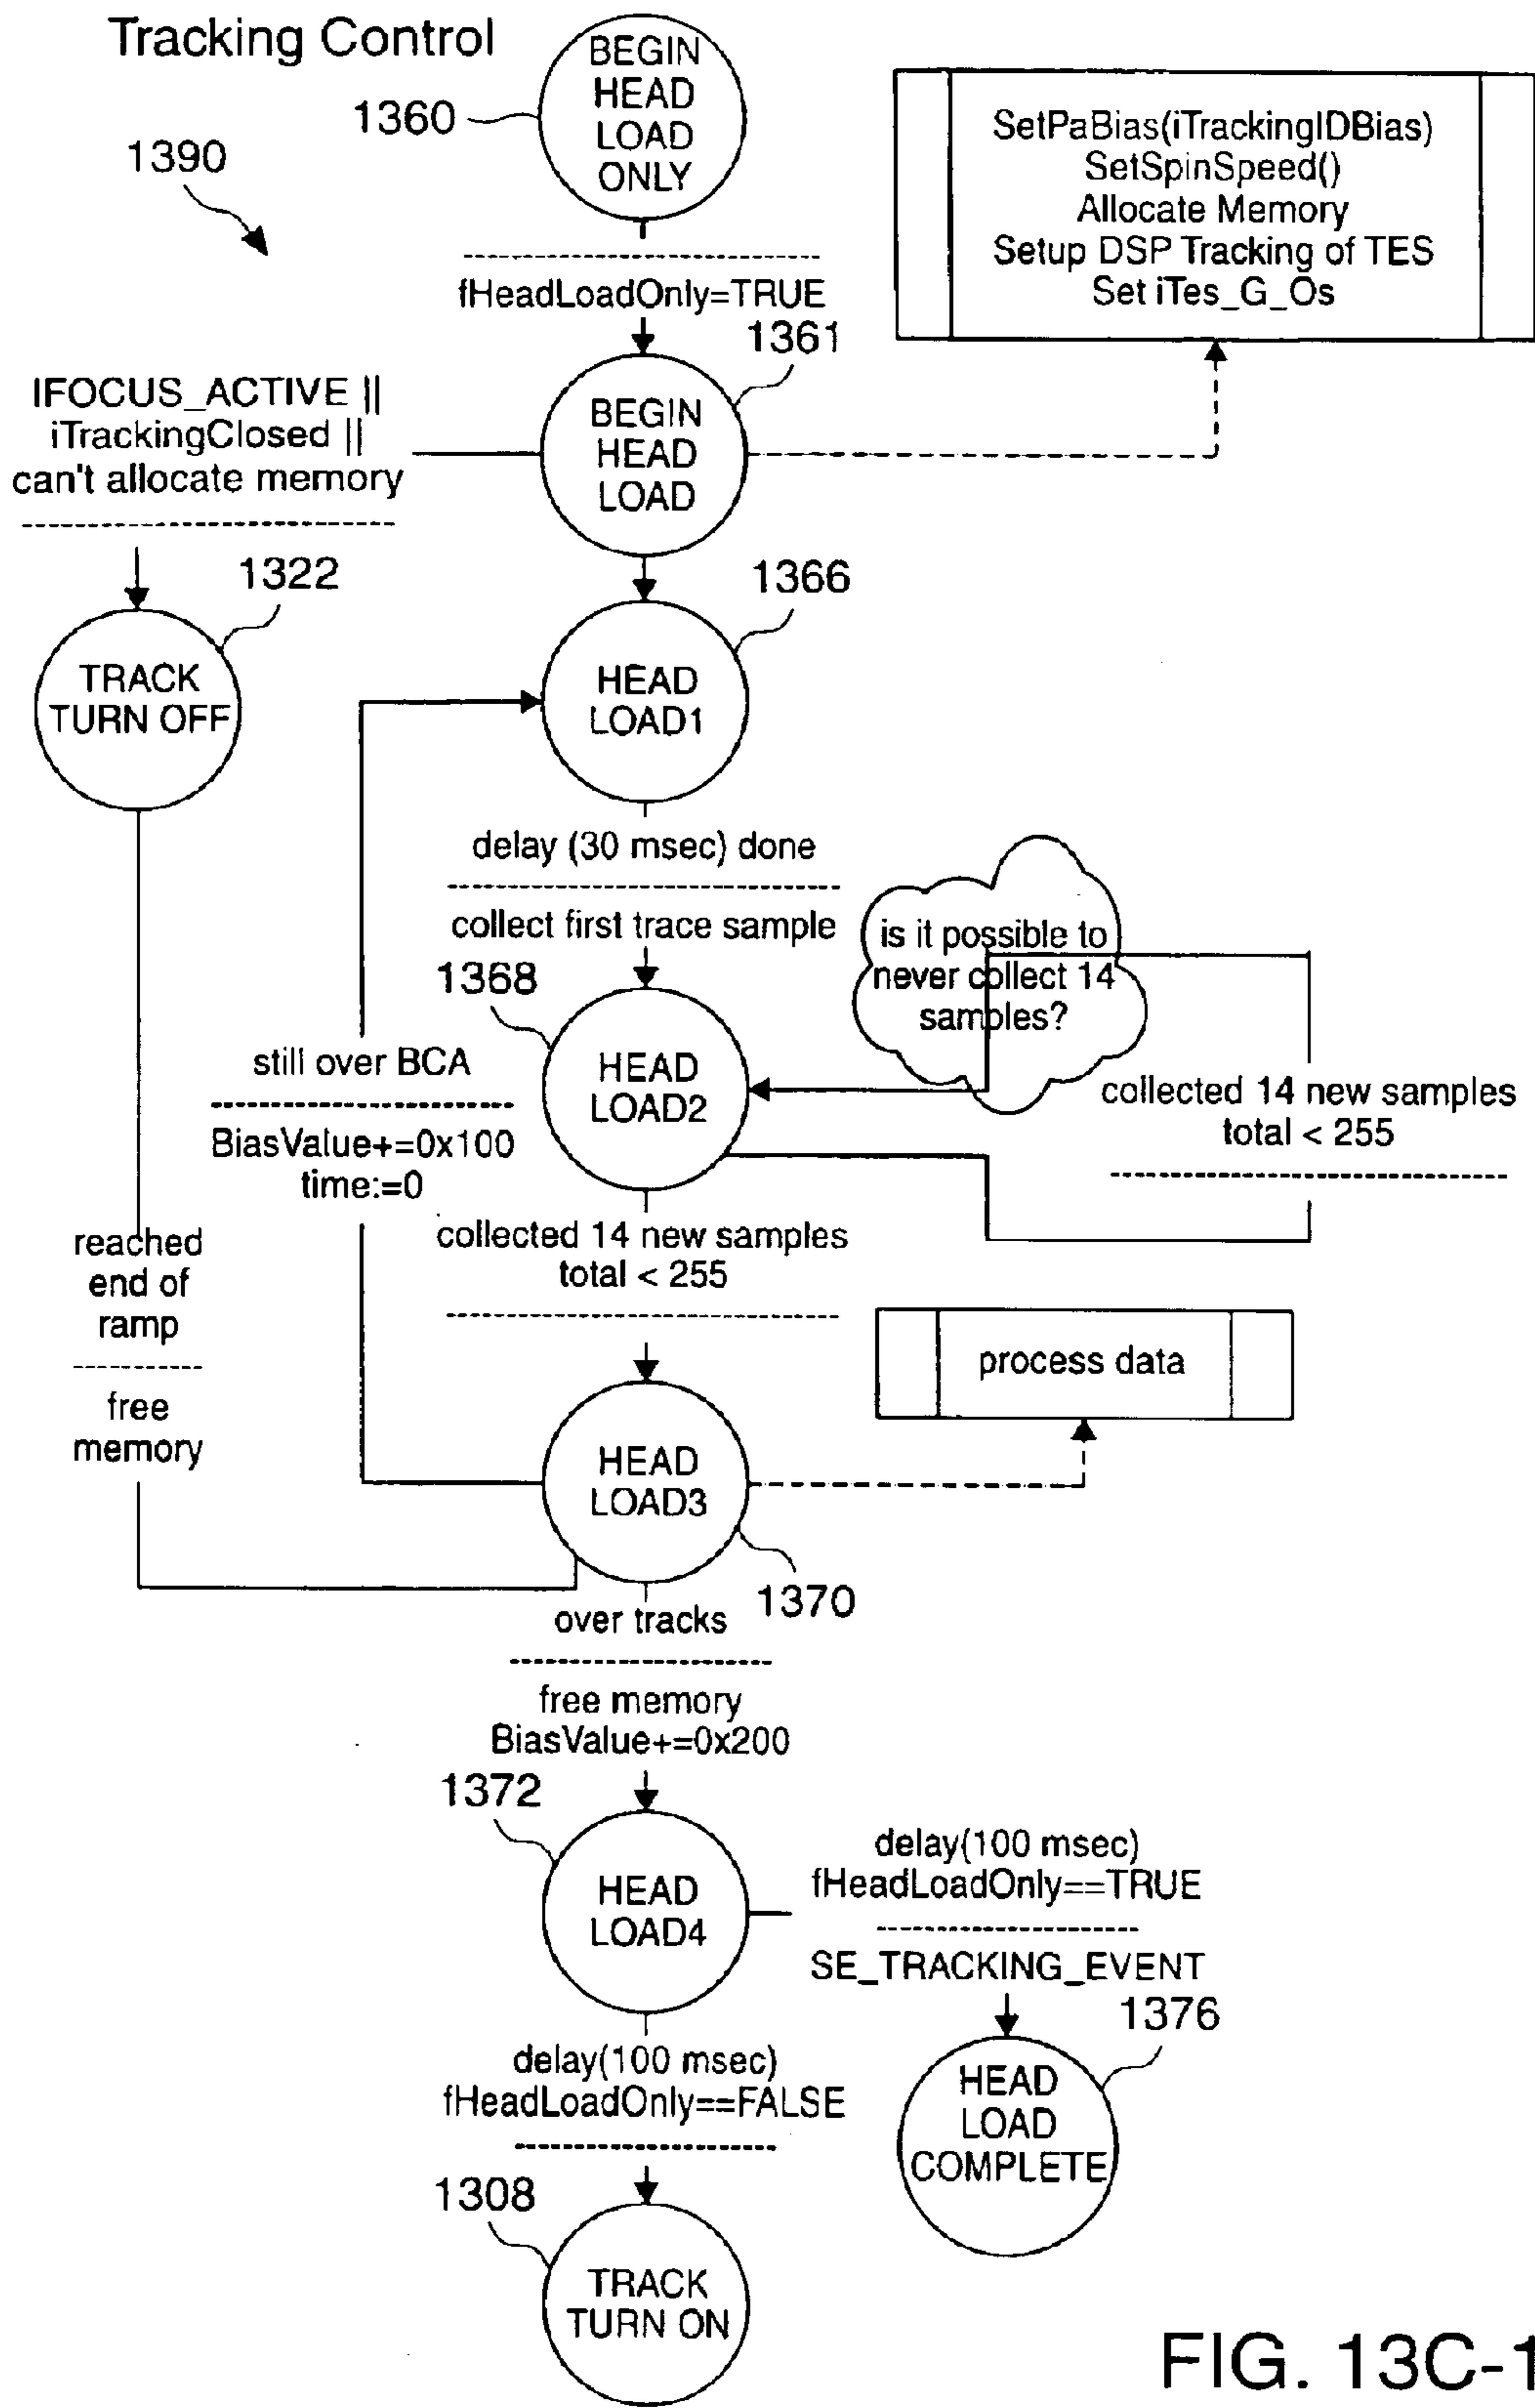 Tracking Control
1360
1390
BEGIN
HEAD
LOAD
ONLY
SetPaBias(iTrackingIDBias)
SetSpinSpeed()
Allocate Memory
Setup DSP Tracking of TES
Set iTes_G_Os
fHeadLoadOnly=TRUE
1361
IFOCUS_ACTIVE ||
iTrackingClosed ||
can't allocate memory
BEGIN
HEAD
LOAD
1322
1366
TRACK
TURN OFF
HEAD
LOAD1
delay (30 msec) done
collect first trace sample
1368
is it possible to
never collect 14
samples?
still over BCA
BiasValue+=0x100
time:=0
HEAD
LOAD2
collected 14 new samples
total < 255
collected 14 new samples
total < 255
reached
end of
ramp
free
memory
process data
HEAD
LOAD3
1370
over tracks
free memory
BiasValue+=0x200
1372
HEAD
LOAD4
delay(100 msec)
fHeadLoadOnly==TRUE
SE_TRACKING_EVENT
1376
delay(100 msec)
fHeadLoadOnly==FALSE
HEAD
LOAD
COMPLETE
1308
TRACK
TURN ON
FIG. 13C-1